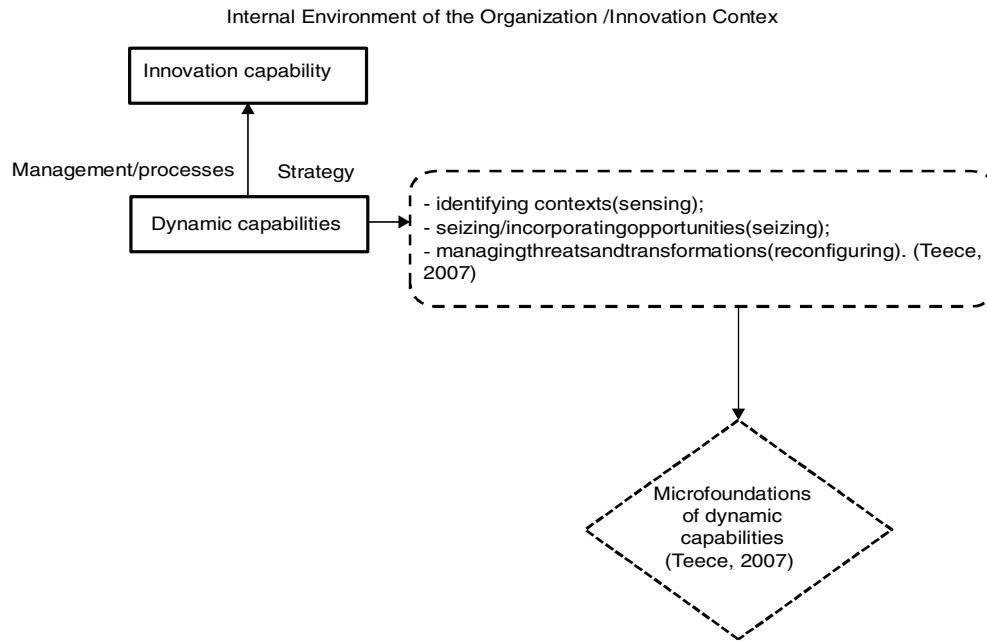 Internal Environment of the Organization /Innovation Contex
Innovation capability
Management/processes
Strategy
Dynamic capabilities
- identifying contexts(sensing);
- seizing/incorporatingopportunities(seizing);
- managingthreatsandtransformations(reconfiguring). (Teece,
2007)
Microfoundations
of dynamic
capabilities
(Teece, 2007)